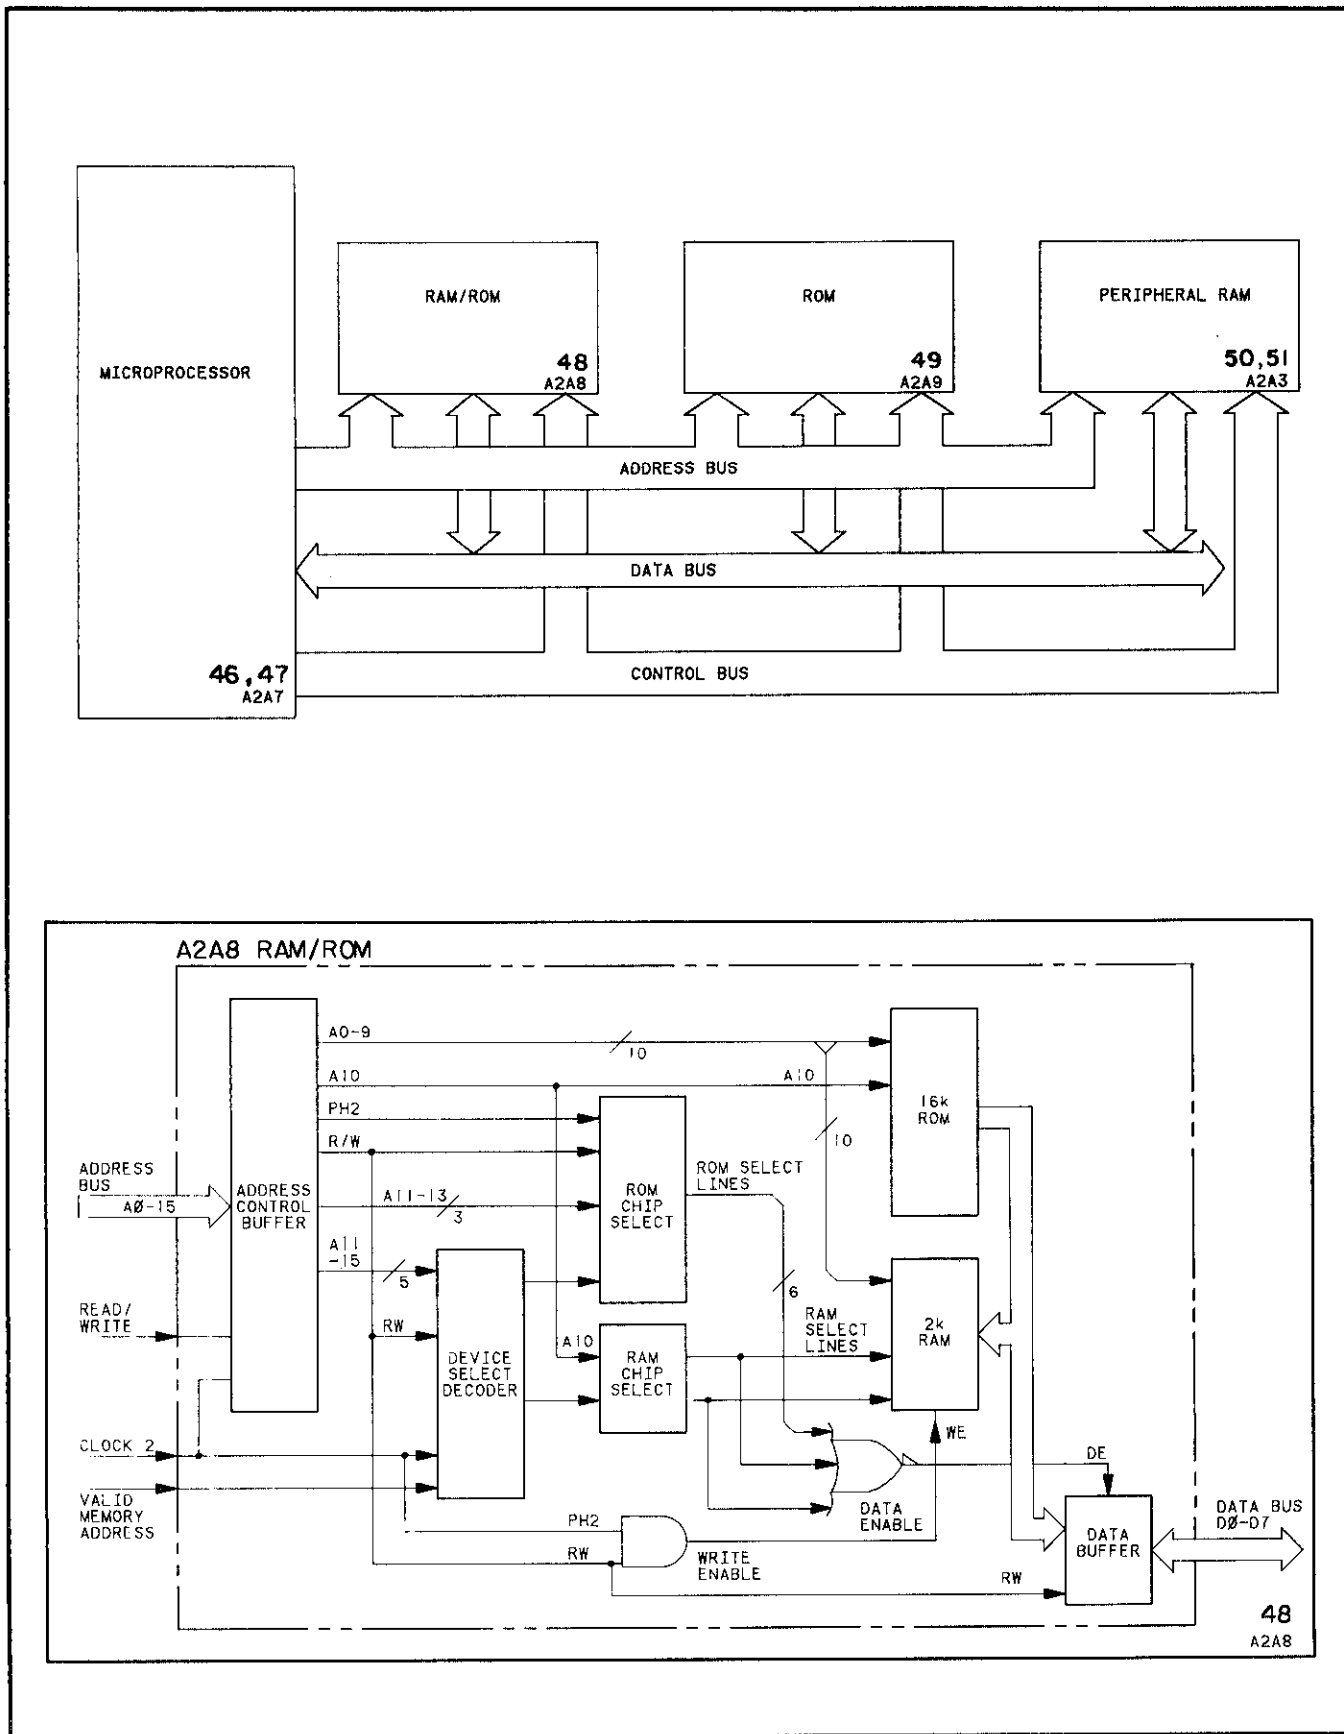 MICROPROCESSOR
46,47
A2A7
RAM/ROM
48
A2A8
ROM
49
A2A9
PERIPHERAL RAM
50,51
A2A3
ADDRESS BUS
DATA BUS
CONTROL BUS
A2A8 RAM/ROM
ADDRESS
BUS
AØ-15
READ/
WRITE
CLOCK 2
VALID
MEMORY
ADDRESS
ADDRESS
CONTROL
BUFFER
A0-9
10
A10
A10
PH2
R/W
A11-13
3
A11
-15
5
RW
DEVICE
SELECT
DECODER
ROM
CHIP
SELECT
ROM SELECT
LINES
6
A10
RAM
CHIP
SELECT
RAM
SELECT
LINES
10
16k
ROM
2k
RAM
WE
DATA
ENABLE
DE
PH2
RW
WRITE
ENABLE
RW
DATA
BUFFER
DATA BUS
DØ-D7
48
A2A8